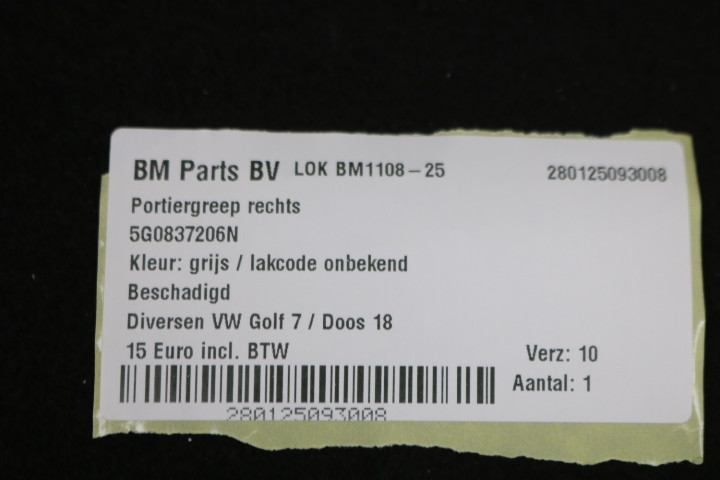 BM Parts BV LOK BM1108-25 280125093008
Portiergreep rechts
5G0837206N
Kleur: grijs / lakcode onbekend
Beschadigd
Diversen VW Golf 7 / Doos 18
15 Euro incl. BTW Verz: 10
Aantal: 1
280125093008